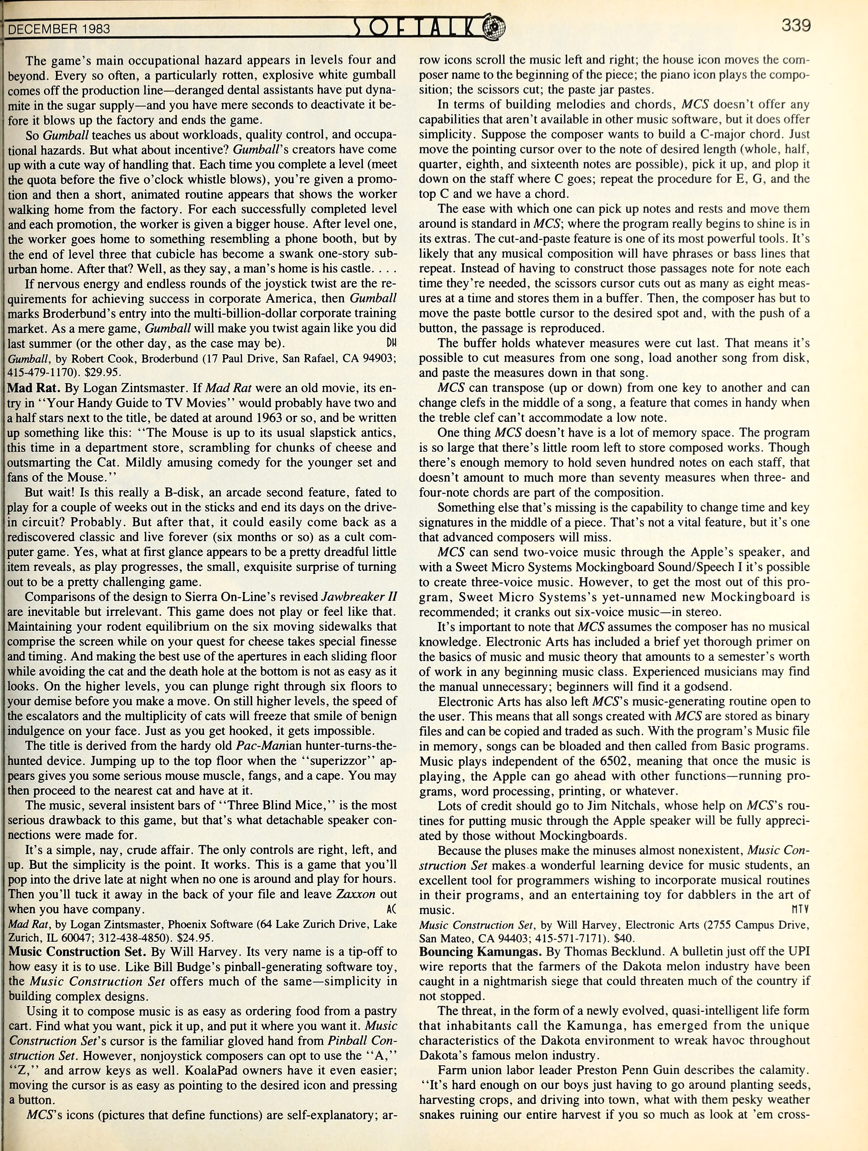 DECEMBER 1983
SOFTALK
339
The game's main occupational hazard appears in levels four and
beyond. Every so often, a particularly rotten, explosive white gumball
comes off the production line—deranged dental assistants have put dyna-
mite in the sugar supply—and you have mere seconds to deactivate it be-
fore it blows up the factory and ends the game.
So Gumball teaches us about workloads, quality control, and occupa-
tional hazards. But what about incentive? Gumball's creators have come
up with a cute way of handling that. Each time you complete a level (meet
the quota before the five o'clock whistle blows), you're given a promo-
tion and then a short, animated routine appears that shows the worker
walking home from the factory. For each successfully completed level
and each promotion, the worker is given a bigger house. After level one,
the worker goes home to something resembling a phone booth, but by
the end of level three that cubicle has become a swank one-story sub-
urban home. After that? Well, as they say, a man's home is his castle. . . .
If nervous energy and endless rounds of the joystick twist are the re-
quirements for achieving success in corporate America, then Gumball
marks Broderbund's entry into the multi-billion-dollar corporate training
market. As a mere game, Gumball will make you twist again like you did
last summer (or the other day, as the case may be). DH
Gumball, by Robert Cook, Broderbund (17 Paul Drive, San Rafael, CA 94903;
415-479-1170). $29.95.
Mad Rat. By Logan Zintsmaster. If Mad Rat were an old movie, its en-
try in "Your Handy Guide to TV Movies" would probably have two and
a half stars next to the title, be dated at around 1963 or so, and be written
up something like this: "The Mouse is up to its usual slapstick antics,
this time in a department store, scrambling for chunks of cheese and
outsmarting the Cat. Mildly amusing comedy for the younger set and
fans of the Mouse."
But wait! Is this really a B-disk, an arcade second feature, fated to
play for a couple of weeks out in the sticks and end its days on the drive-
in circuit? Probably. But after that, it could easily come back as a
rediscovered classic and live forever (six months or so) as a cult com-
puter game. Yes, what at first glance appears to be a pretty dreadful little
item reveals, as play progresses, the small, exquisite surprise of turning
out to be a pretty challenging game.
Comparisons of the design to Sierra On-Line's revised Jawbreaker II
are inevitable but irrelevant. This game does not play or feel like that.
Maintaining your rodent equilibrium on the six moving sidewalks that
comprise the screen while on your quest for cheese takes special finesse
and timing. And making the best use of the apertures in each sliding floor
while avoiding the cat and the death hole at the bottom is not as easy as it
looks. On the higher levels, you can plunge right through six floors to
your demise before you make a move. On still higher levels, the speed of
the escalators and the multiplicity of cats will freeze that smile of benign
indulgence on your face. Just as you get hooked, it gets impossible.
The title is derived from the hardy old Pac-Manian hunter-turns-the-
hunted device. Jumping up to the top floor when the "superizzor" ap-
pears gives you some serious mouse muscle, fangs, and a cape. You may
then proceed to the nearest cat and have at it.
The music, several insistent bars of "Three Blind Mice," is the most
serious drawback to this game, but that's what detachable speaker con-
nections were made for.
It's a simple, nay, crude affair. The only controls are right, left, and
up. But the simplicity is the point. It works. This is a game that you'll
pop into the drive late at night when no one is around and play for hours.
Then you'll tuck it away in the back of your file and leave Zaxxon out
when you have company. AC
Mad Rat, by Logan Zintsmaster, Phoenix Software (64 Lake Zurich Drive, Lake
Zurich, IL 60047; 312-438-4850). $24.95.
Music Construction Set. By Will Harvey. Its very name is a tip-off to
how easy it is to use. Like Bill Budge's pinball-generating software toy,
the Music Construction Set offers much of the same—simplicity in
building complex designs.
Using it to compose music is as easy as ordering food from a pastry
cart. Find what you want, pick it up, and put it where you want it. Music
Construction Set's cursor is the familiar gloved hand from Pinball Con-
struction Set. However, nonjoystick composers can opt to use the "A,"
"Z," and arrow keys as well. KoalaPad owners have it even easier;
moving the cursor is as easy as pointing to the desired icon and pressing
a button.
MCS's icons (pictures that define functions) are self-explanatory; ar-
row icons scroll the music left and right; the house icon moves the com-
poser name to the beginning of the piece; the piano icon plays the compo-
sition; the scissors cut; the paste jar pastes.
In terms of building melodies and chords, MCS doesn't offer any
capabilities that aren't available in other music software, but it does offer
simplicity. Suppose the composer wants to build a C-major chord. Just
move the pointing cursor over to the note of desired length (whole, half,
quarter, eighth, and sixteenth notes are possible), pick it up, and plop it
down on the staff where C goes; repeat the procedure for E, G, and the
top C and we have a chord.
The ease with which one can pick up notes and rests and move them
around is standard in MCS; where the program really begins to shine is in
its extras. The cut-and-paste feature is one of its most powerful tools. It's
likely that any musical composition will have phrases or bass lines that
repeat. Instead of having to construct those passages note for note each
time they're needed, the scissors cursor cuts out as many as eight meas-
ures at a time and stores them in a buffer. Then, the composer has but to
move the paste bottle cursor to the desired spot and, with the push of a
button, the passage is reproduced.
The buffer holds whatever measures were cut last. That means it's
possible to cut measures from one song, load another song from disk,
and paste the measures down in that song.
MCS can transpose (up or down) from one key to another and can
change clefs in the middle of a song, a feature that comes in handy when
the treble clef can't accommodate a low note.
One thing MCS doesn't have is a lot of memory space. The program
is so large that there's little room left to store composed works. Though
there's enough memory to hold seven hundred notes on each staff, that
doesn't amount to much more than seventy measures when three- and
four-note chords are part of the composition.
Something else that's missing is the capability to change time and key
signatures in the middle of a piece. That's not a vital feature, but it's one
that advanced composers will miss.
MCS can send two-voice music through the Apple's speaker, and
with a Sweet Micro Systems Mockingboard Sound/Speech I it's possible
to create three-voice music. However, to get the most out of this pro-
gram, Sweet Micro Systems's yet-unnamed new Mockingboard is
recommended; it cranks out six-voice music—in stereo.
It's important to note that MCS assumes the composer has no musical
knowledge. Electronic Arts has included a brief yet thorough primer on
the basics of music and music theory that amounts to a semester's worth
of work in any beginning music class. Experienced musicians may find
the manual unnecessary; beginners will find it a godsend.
Electronic Arts has also left MCS's music-generating routine open to
the user. This means that all songs created with MCS are stored as binary
files and can be copied and traded as such. With the program's Music file
in memory, songs can be bloaded and then called from Basic programs.
Music plays independent of the 6502, meaning that once the music is
playing, the Apple can go ahead with other functions—running pro-
grams, word processing, printing, or whatever.
Lots of credit should go to Jim Nitchals, whose help on MCS's rou-
tines for putting music through the Apple speaker will be fully appreci-
ated by those without Mockingboards.
Because the pluses make the minuses almost nonexistent, Music Con-
struction Set makes a wonderful learning device for music students, an
excellent tool for programmers wishing to incorporate musical routines
in their programs, and an entertaining toy for dabblers in the art of
music. MTV
Music Construction Set, by Will Harvey, Electronic Arts (2755 Campus Drive,
San Mateo, CA 94403; 415-571-7171). $40.
Bouncing Kamungas. By Thomas Becklund. A bulletin just off the UPI
wire reports that the farmers of the Dakota melon industry have been
caught in a nightmarish siege that could threaten much of the country if
not stopped.
The threat, in the form of a newly evolved, quasi-intelligent life form
that inhabitants call the Kamunga, has emerged from the unique
characteristics of the Dakota environment to wreak havoc throughout
Dakota's famous melon industry.
Farm union labor leader Preston Penn Guin describes the calamity.
"It's hard enough on our boys just having to go around planting seeds,
harvesting crops, and driving into town, what with them pesky weather
snakes ruining our entire harvest if you so much as look at 'em cross-